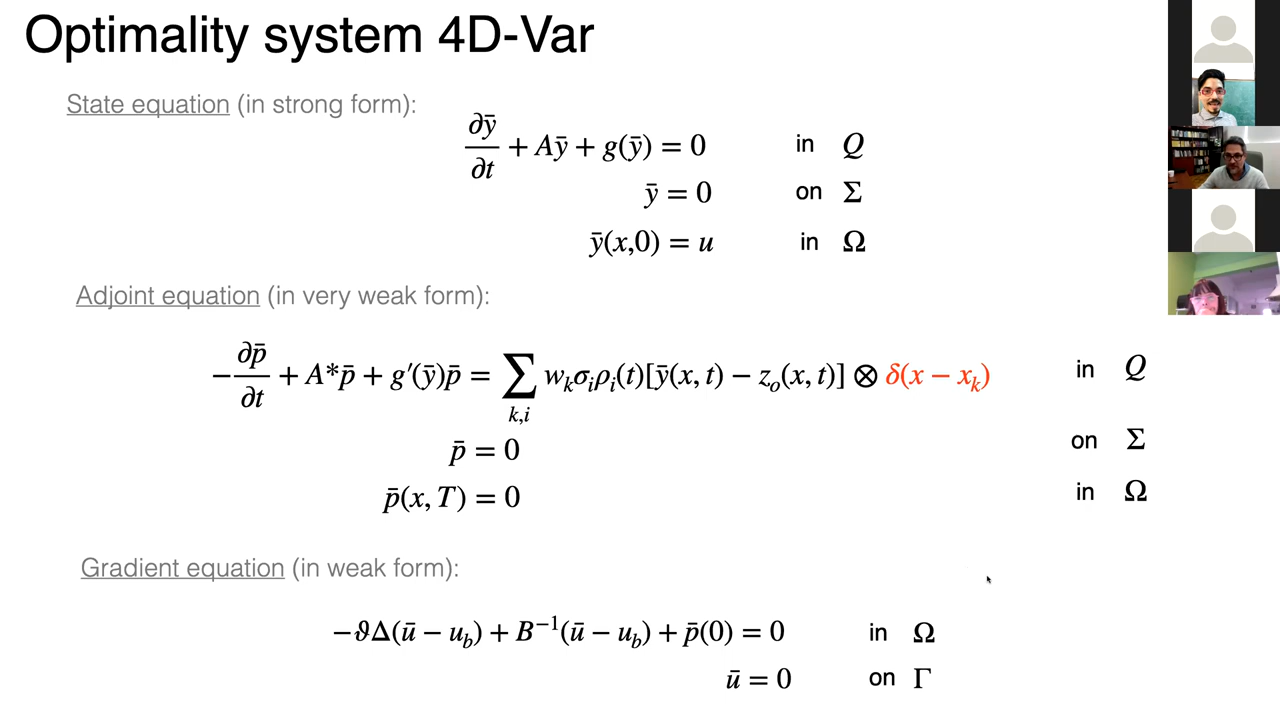 Optimality system 4D-Var
State equation (in strong form):
∂ȳ/∂t + Aȳ + g(ȳ) = 0 in Q
ȳ = 0 on Σ
ȳ(x,0) = u in Ω
Adjoint equation (in very weak form):
−∂p̄/∂t + A*p̄ + g′(ȳ)p̄ = ∑_{k,i} w_k σ_i ρ_i(t)[ȳ(x, t) − z_o(x, t)] ⊗ δ(x − x_k) in Q
p̄ = 0 on Σ
p̄(x, T) = 0 in Ω
Gradient equation (in weak form):
−ϑΔ(ū − u_b) + B⁻¹(ū − u_b) + p̄(0) = 0 in Ω
ū = 0 on Γ